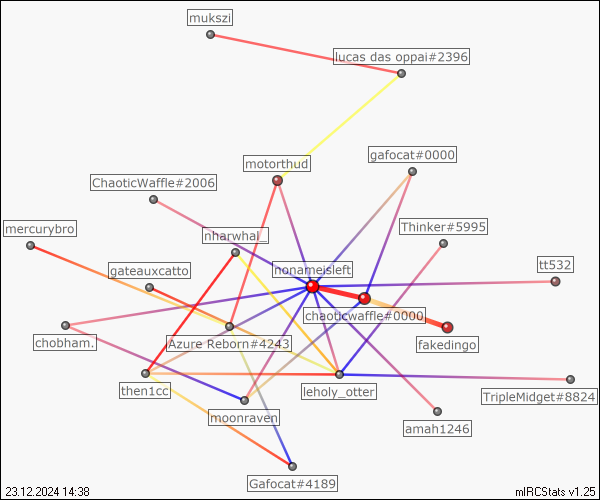 mukszi
lucas das oppai#2396
gafocat#0000
motorthud
ChaoticWaffle#2006
Thinker#5995
mercurybro
nharwhal_
gateauxcatto
nonameisleft
tt532
chaoticwaffle#0000
chobham.
Azure Reborn#4243
fakedingo
then1cc
leholy_otter
TripleMidget#8824
moonraven
amah1246
Gafocat#4189
23.12.2024 14:38
mIRCStats v1.25